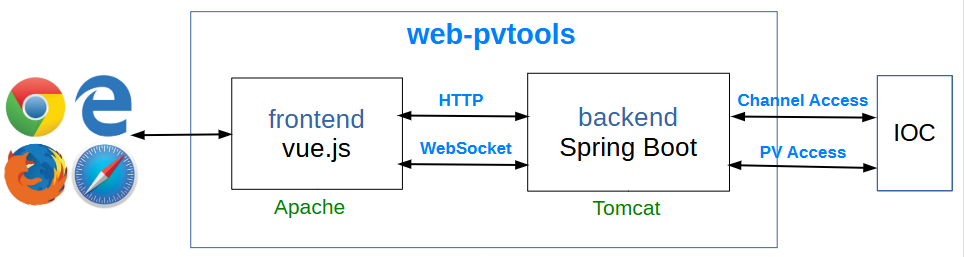 web-pvtools
frontend
vue.js
Apache
HTTP
WebSocket
backend
Spring Boot
Tomcat
Channel Access
PV Access
IOC